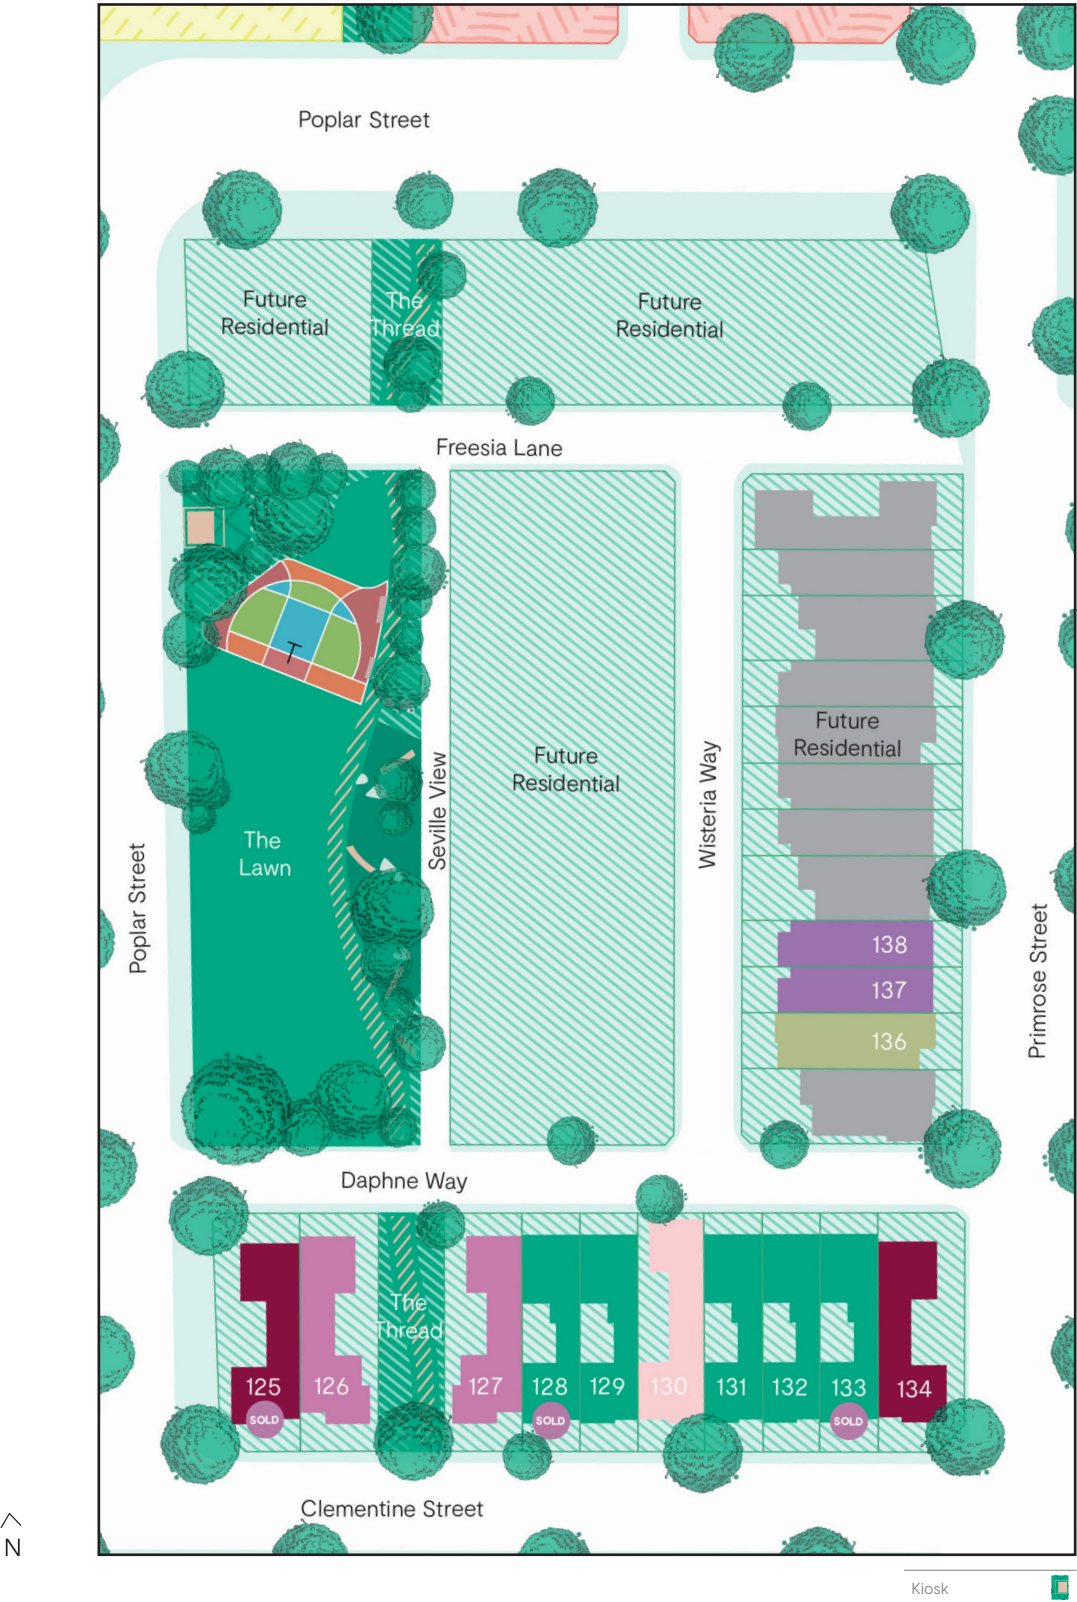 Poplar Street
Future
Residential
The
Thread
Future
Residential
Freesia Lane
Future
Residential
Future
Residential
Wisteria Way
Seville View
The
Lawn
Poplar Street
Primrose Street
138
137
136
Daphne Way
The
Thread
125
126
127
128
129
130
131
132
133
134
SOLD
SOLD
SOLD
Clementine Street
N
Kiosk